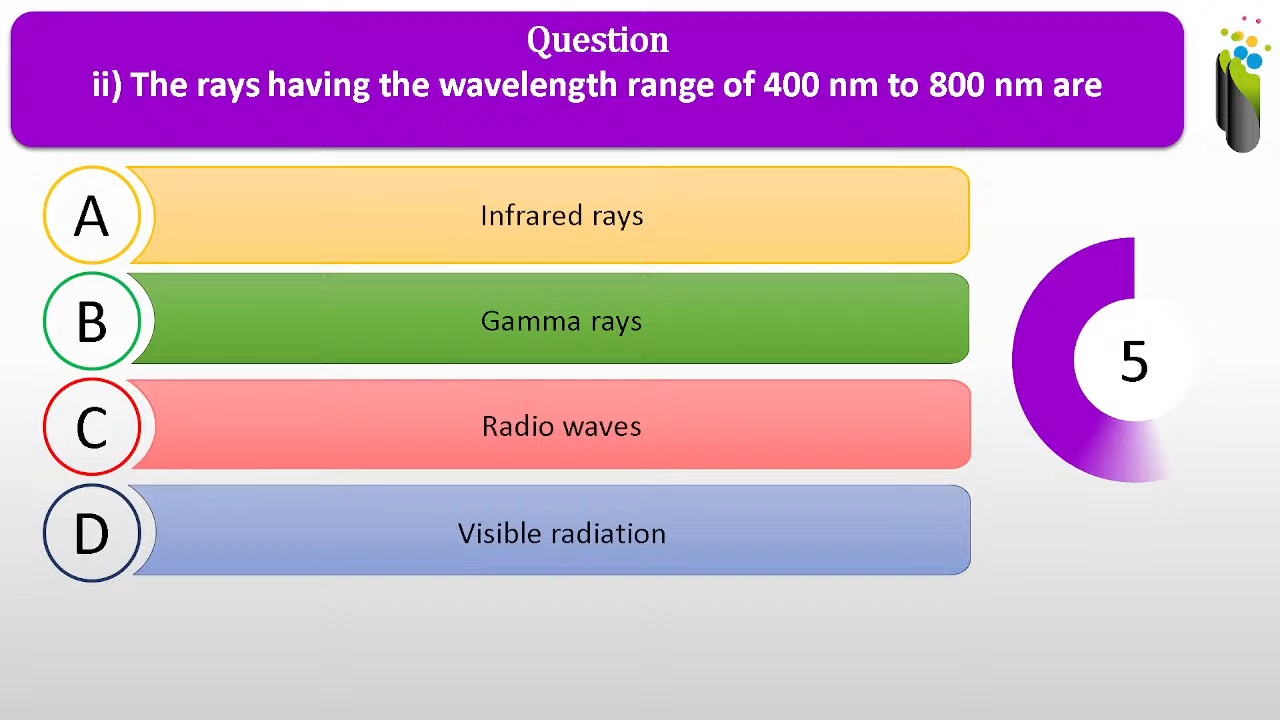 Question
ii) The rays having the wavelength range of 400 nm to 800 nm are
A
Infrared rays
B
Gamma rays
C
Radio waves
D
Visible radiation
5